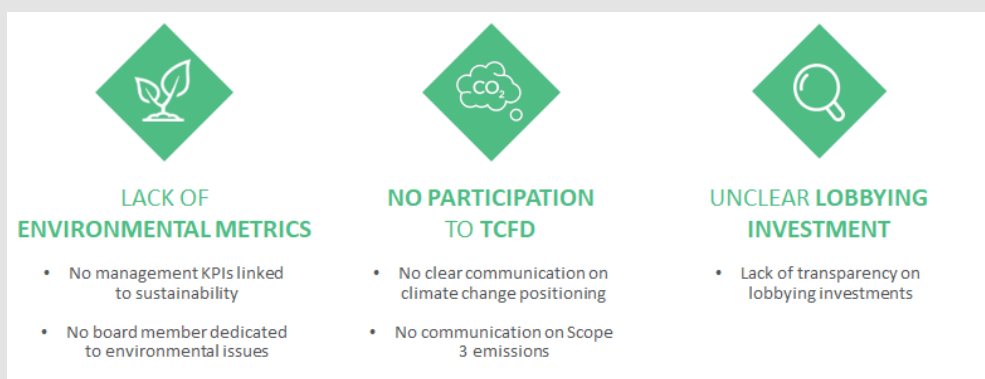 CO₂
LACK OF
ENVIRONMENTAL METRICS
• No management KPIs linked
to sustainability
• No board member dedicated
to environmental issues
NO PARTICIPATION
TO TCFD
• No clear communication on
climate change positioning
• No communication on Scope
3 emissions
UNCLEAR LOBBYING
INVESTMENT
• Lack of transparency on
lobbying investments